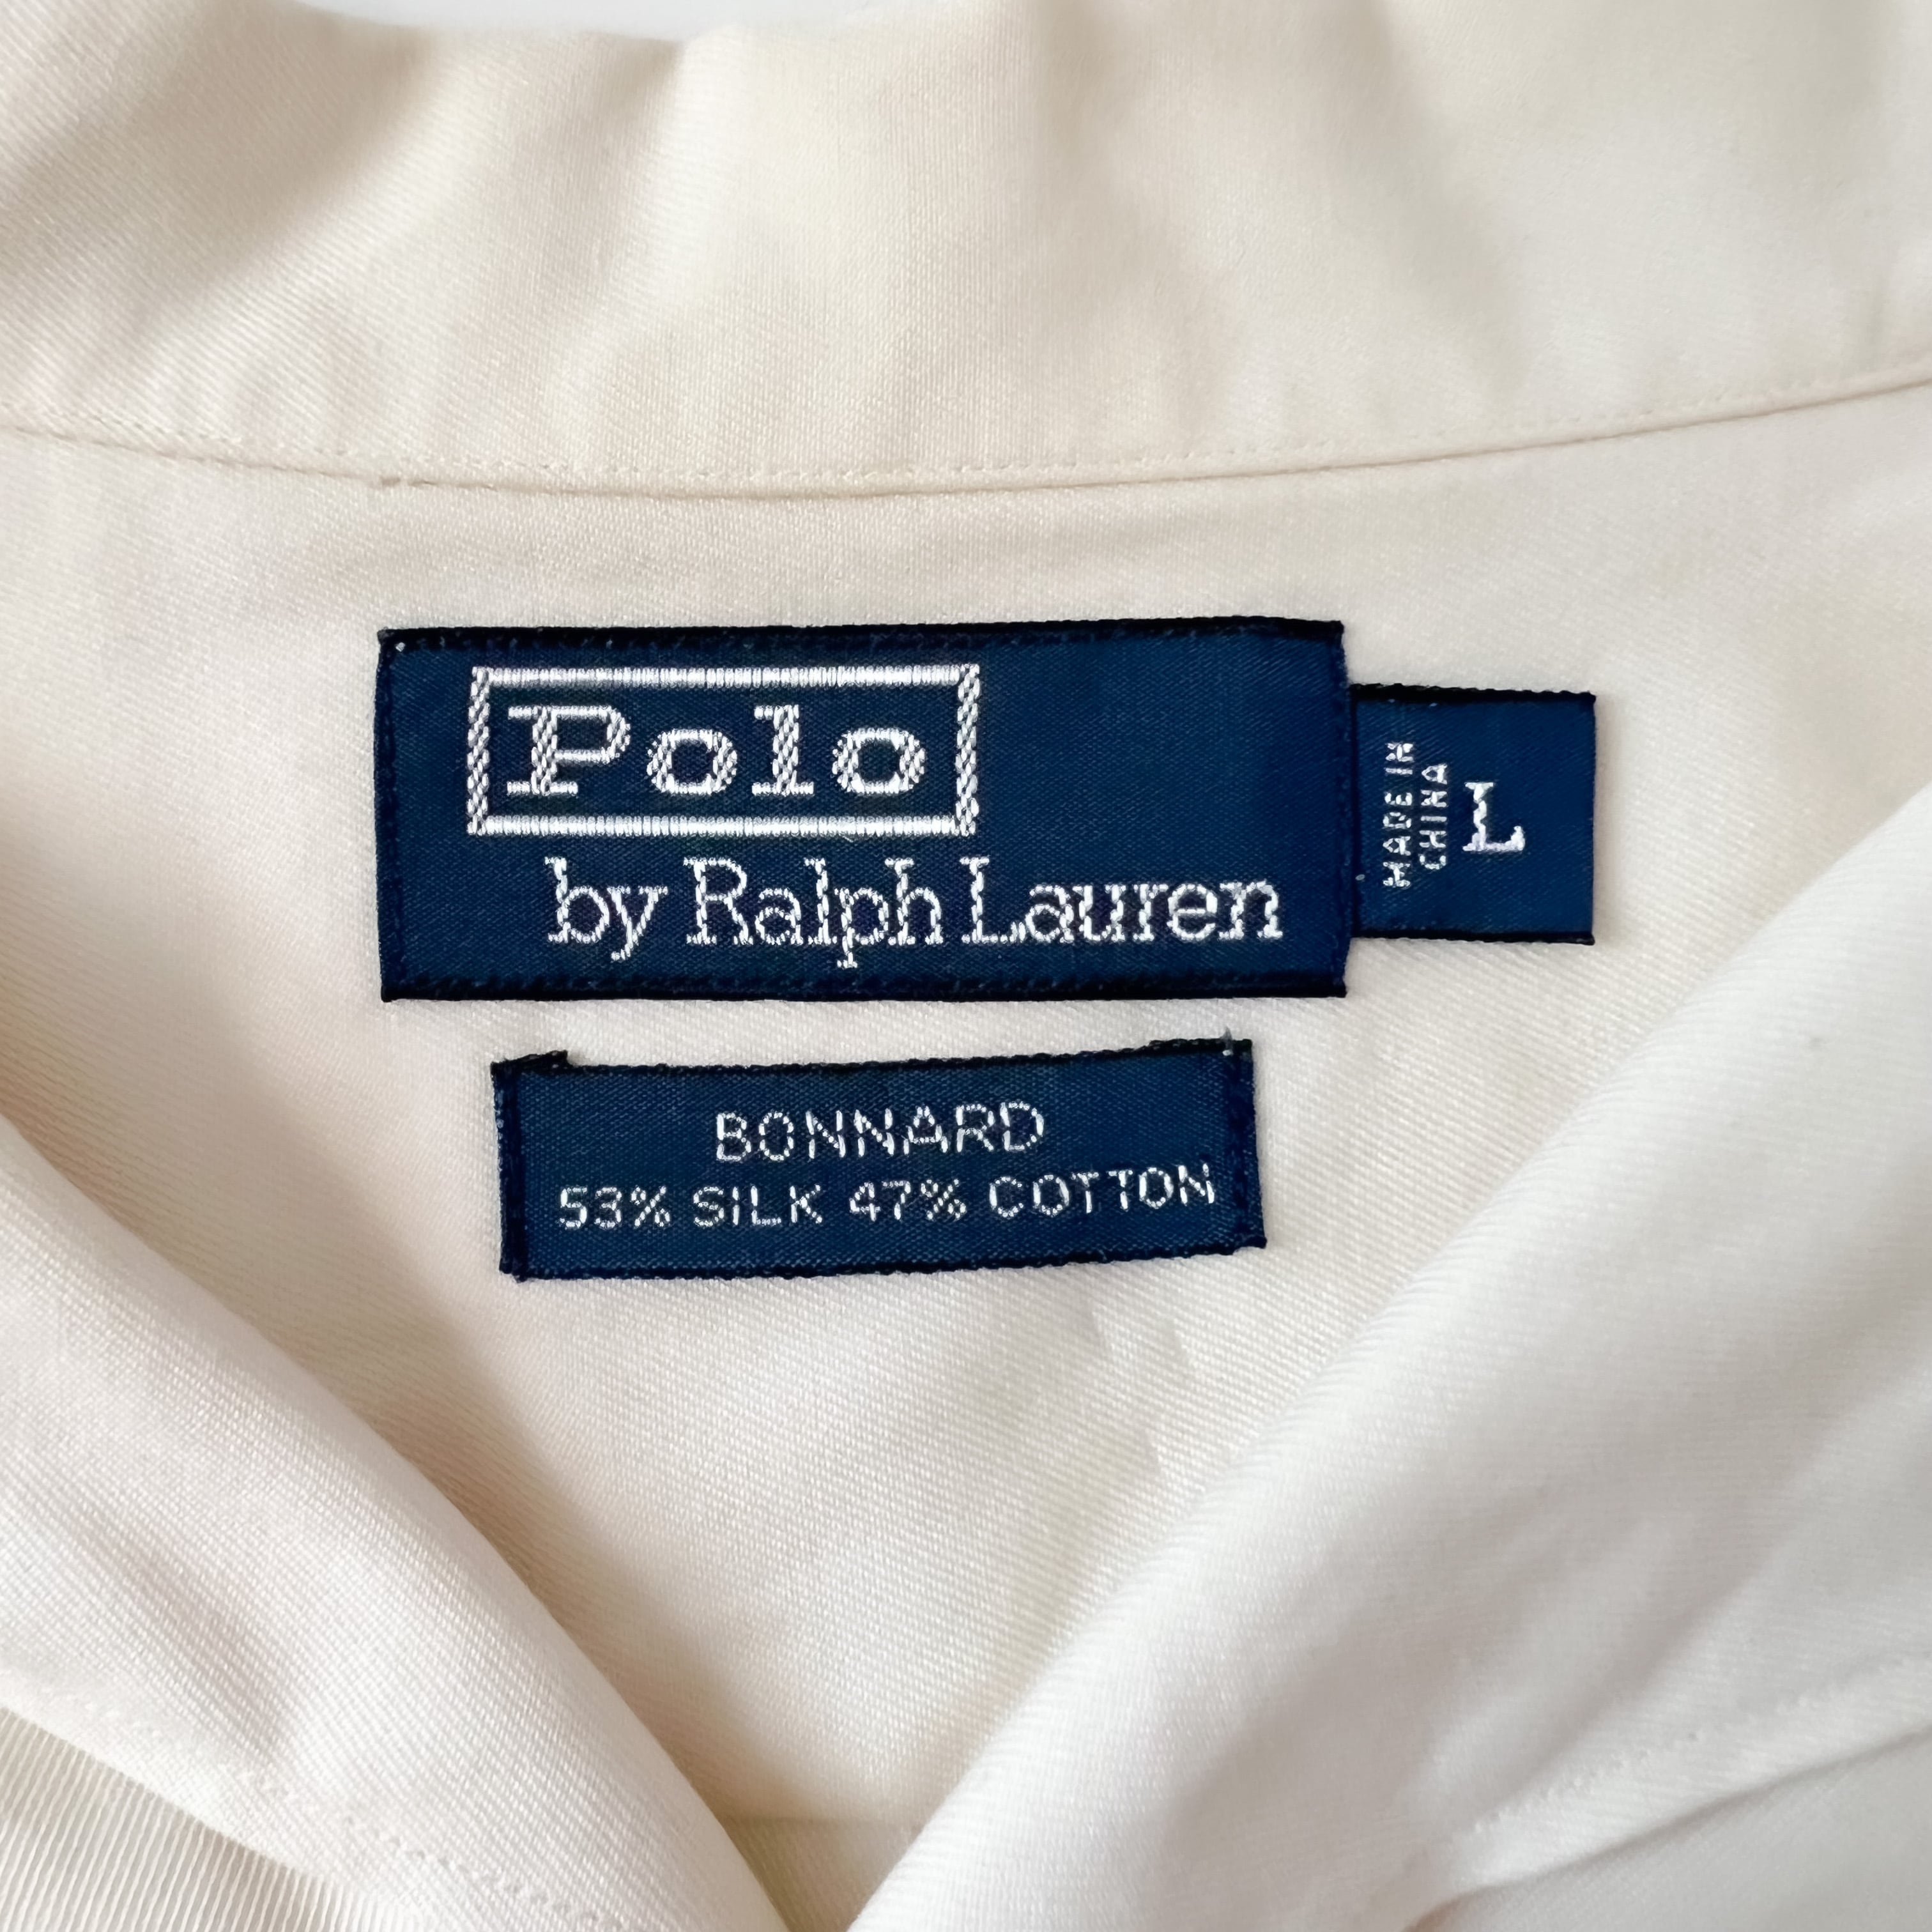 Polo
by Ralph Lauren
MADE IN
CHINA
L
BONNARD
53% SILK 47% COTTON